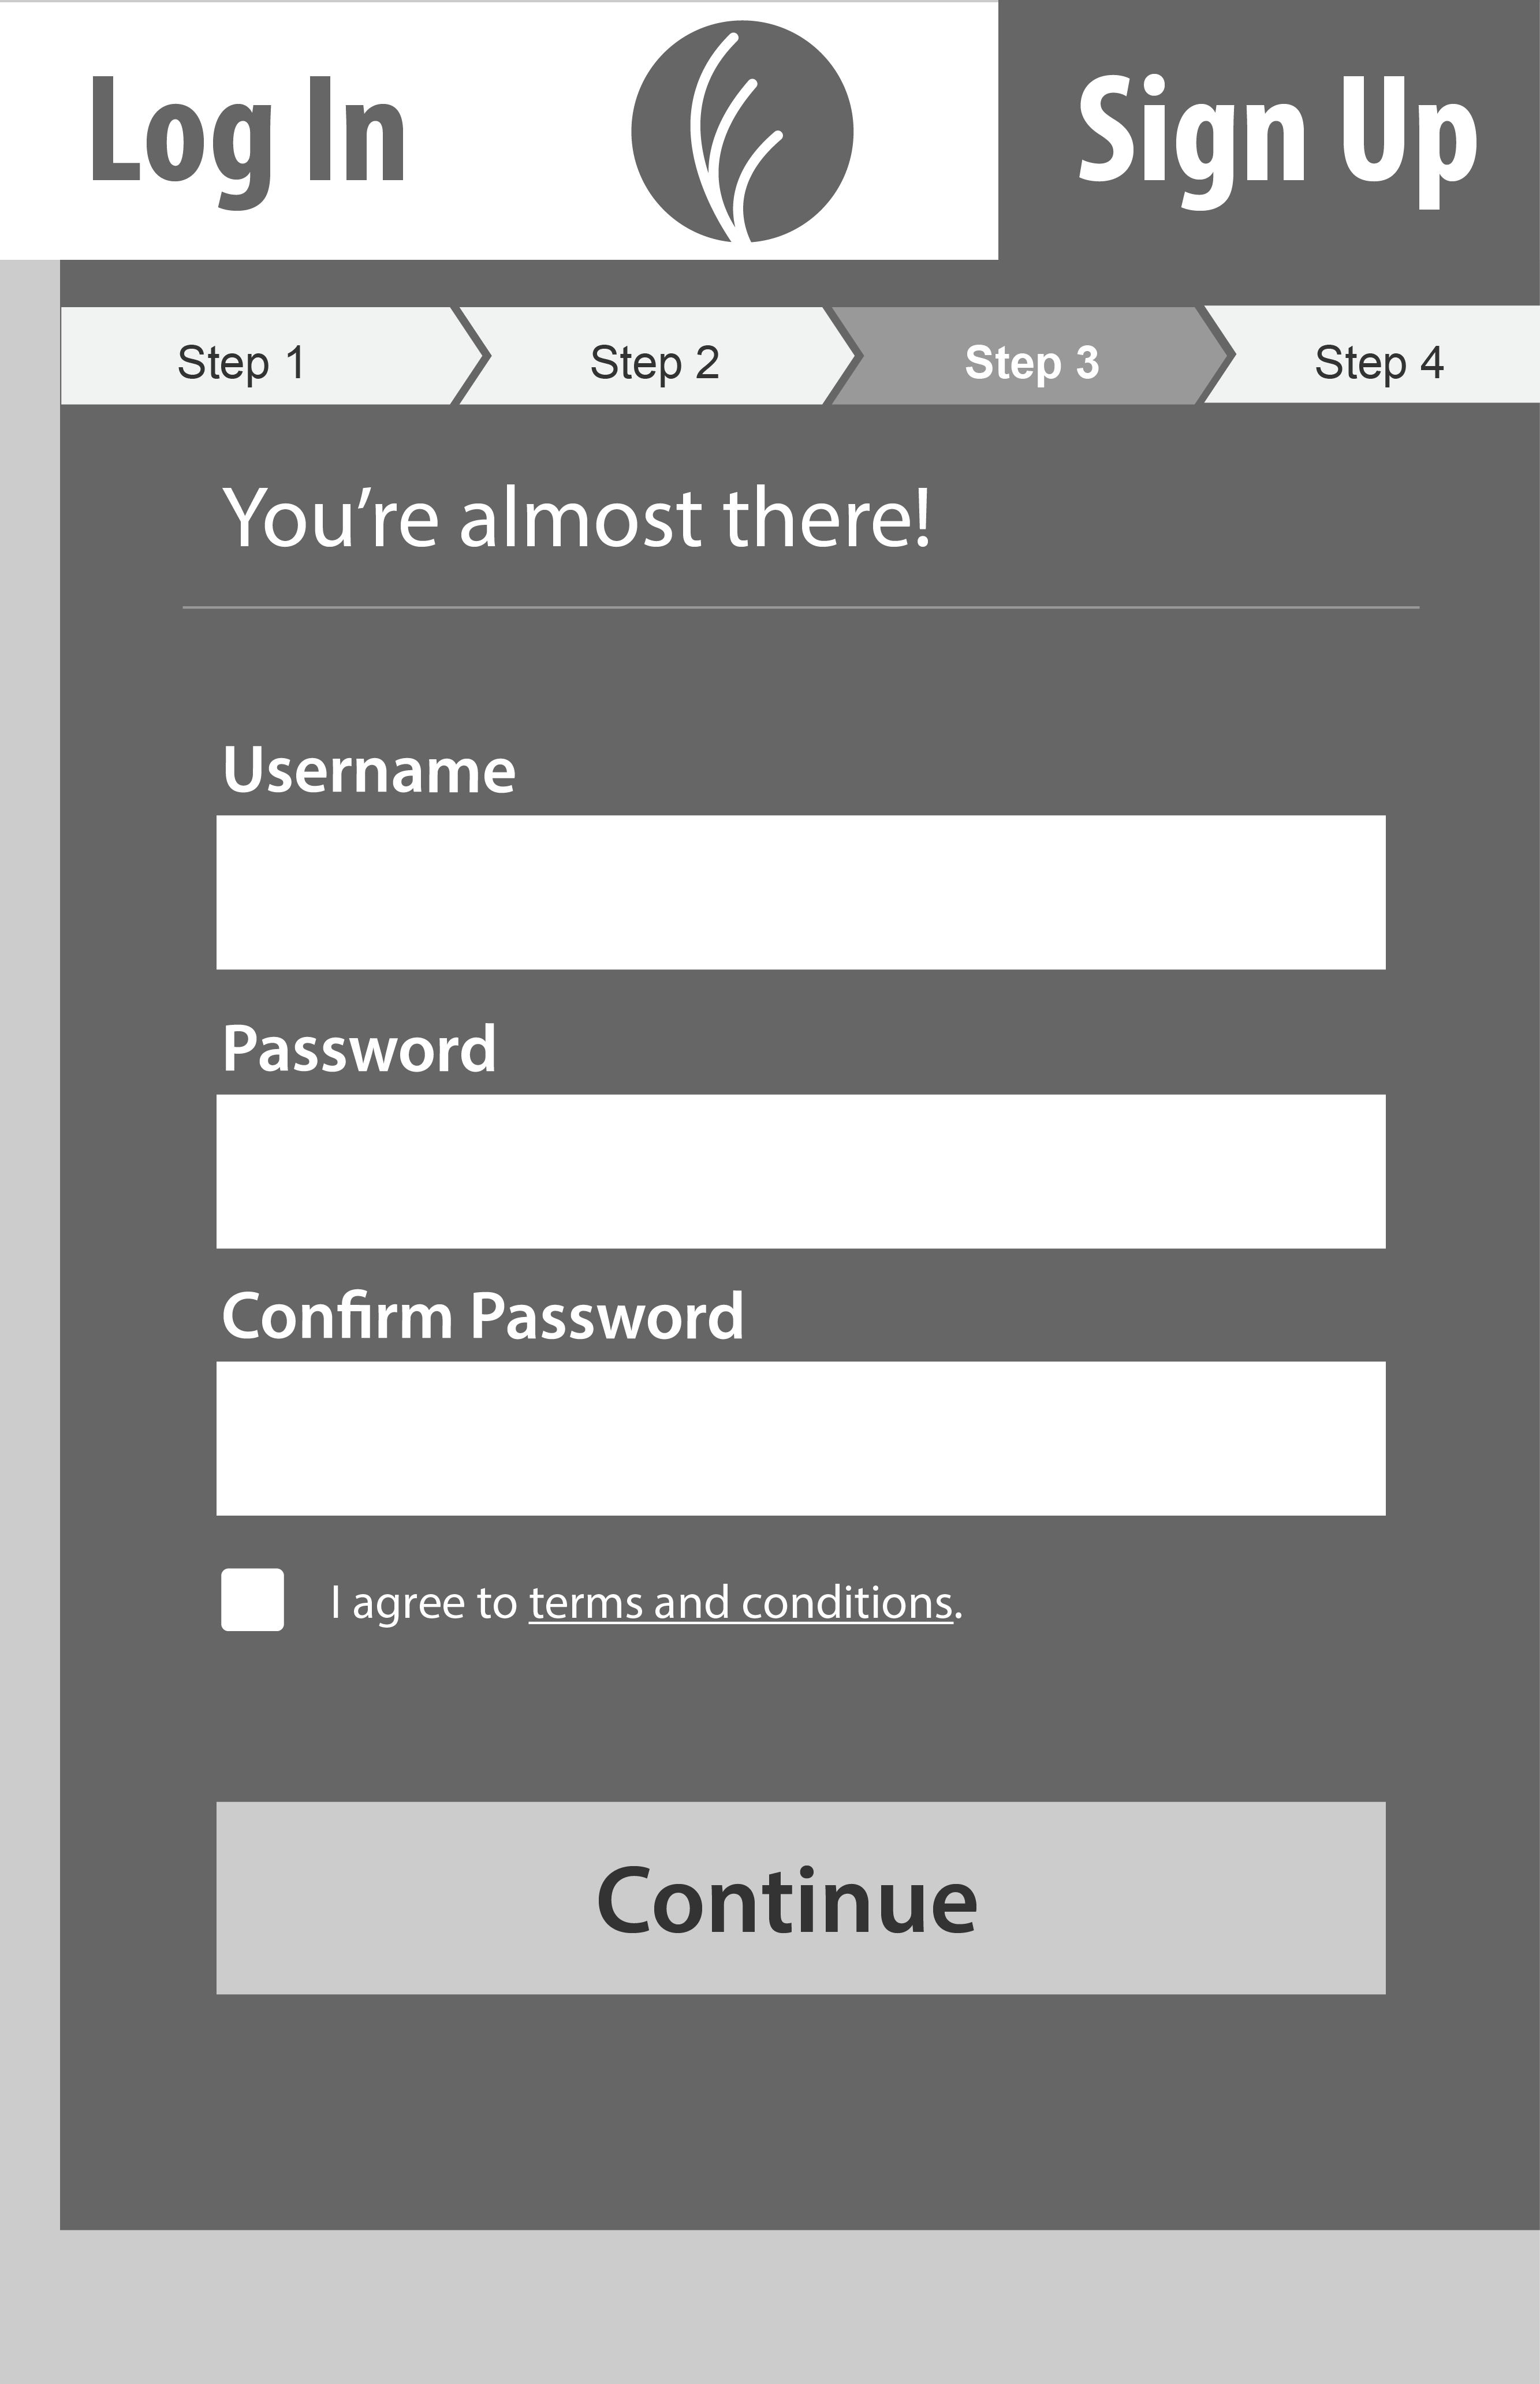 Log In
Sign Up
Step 1
Step 2
Step 3
Step 4
You’re almost there!
Username
Password
Confirm Password
I agree to terms and conditions.
Continue